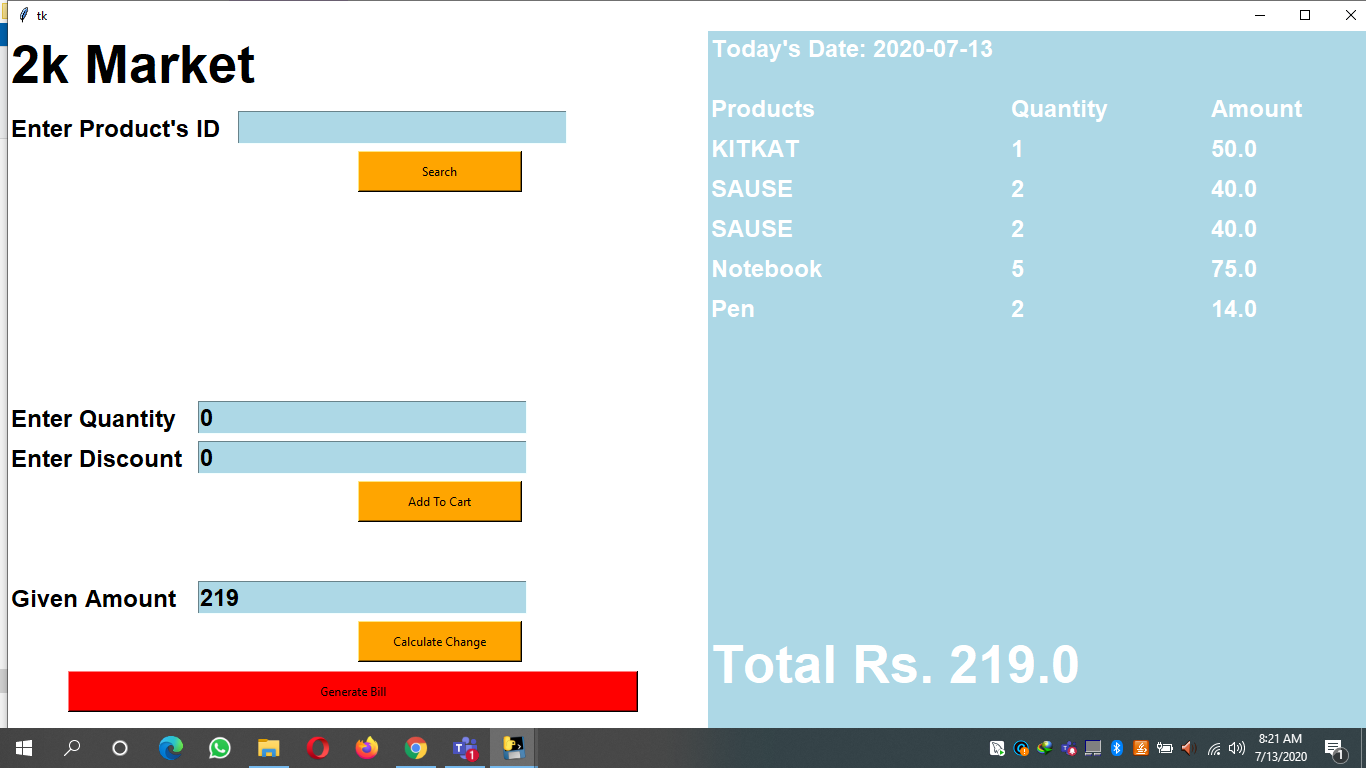 tk
2k Market
Enter Product's ID
Search
Enter Quantity 0
Enter Discount 0
Add To Cart
Given Amount 219
Calculate Change
Generate Bill
Today's Date: 2020-07-13
Products Quantity Amount
KITKAT 1 50.0
SAUSE 2 40.0
SAUSE 2 40.0
Notebook 5 75.0
Pen 2 14.0
Total Rs. 219.0
1
8:21 AM
7/13/2020
1